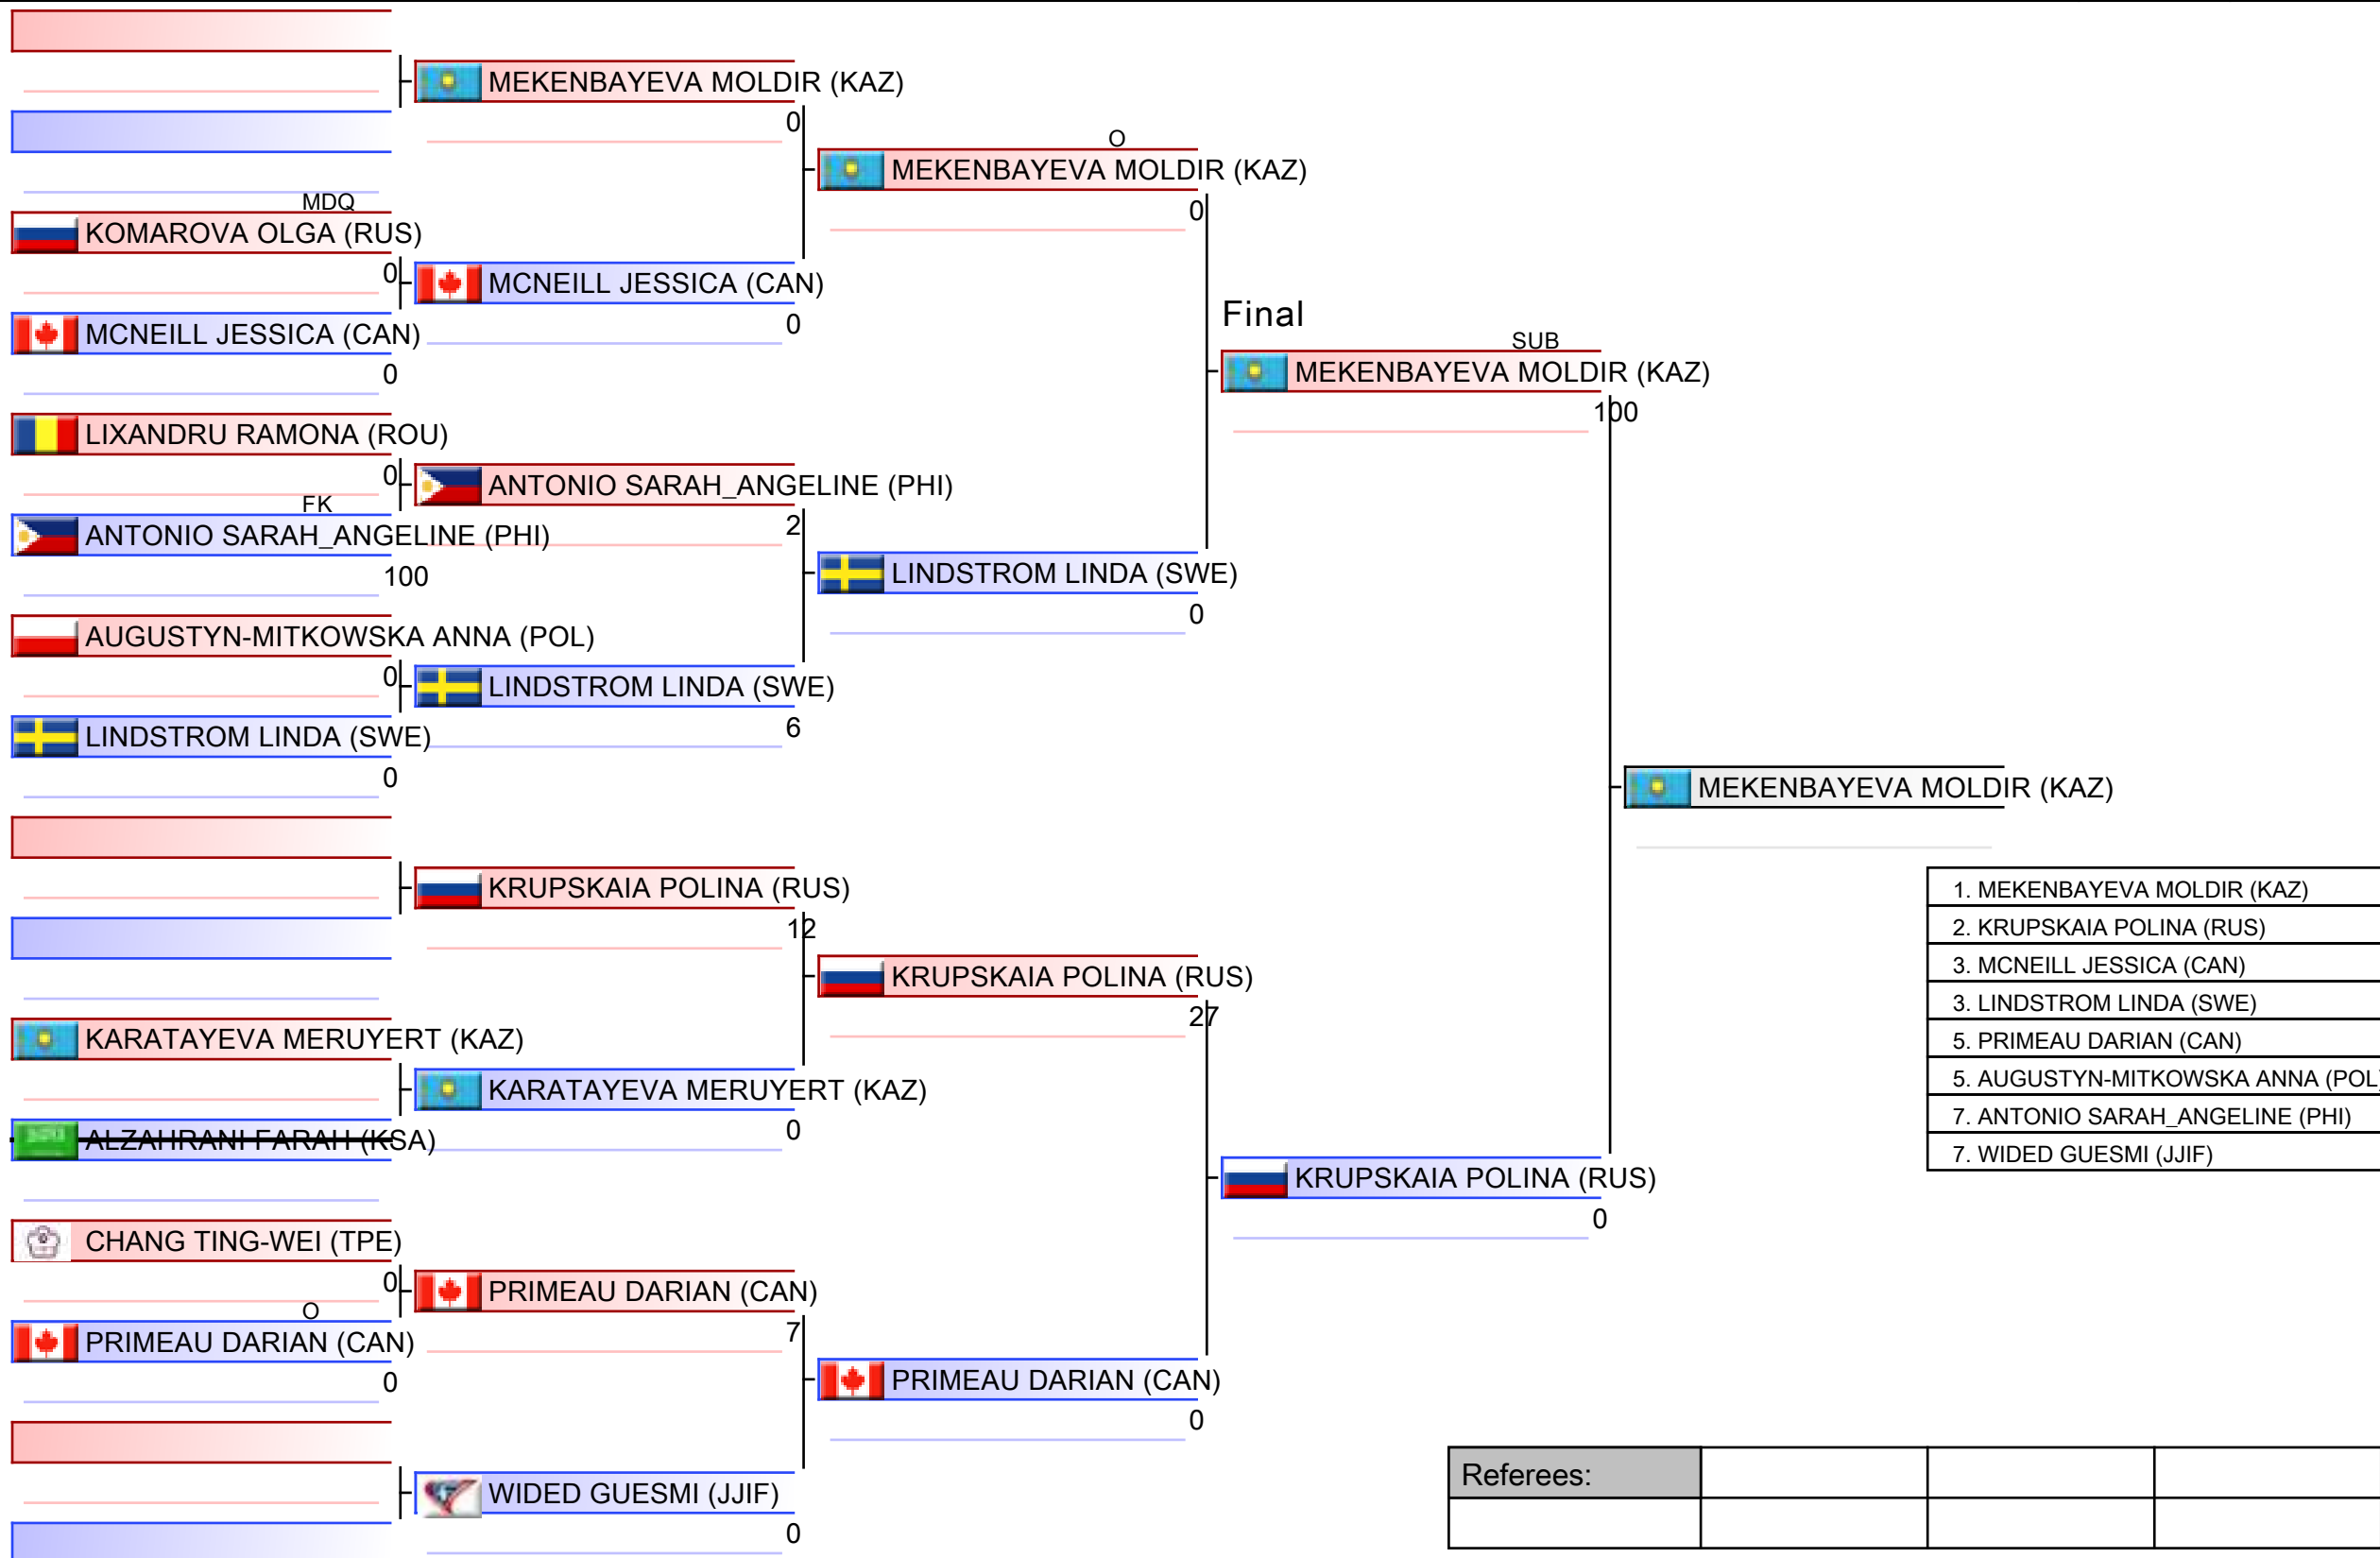 MEKENBAYEVA MOLDIR (KAZ)
0
O
MEKENBAYEVA MOLDIR (KAZ)
0
MDQ
KOMAROVA OLGA (RUS)
0
MCNEILL JESSICA (CAN)
0
MCNEILL JESSICA (CAN)
0
Final
SUB
MEKENBAYEVA MOLDIR (KAZ)
100
LIXANDRU RAMONA (ROU)
0
ANTONIO SARAH_ANGELINE (PHI)
2
FK
ANTONIO SARAH_ANGELINE (PHI)
100
LINDSTROM LINDA (SWE)
0
AUGUSTYN-MITKOWSKA ANNA (POL)
0
LINDSTROM LINDA (SWE)
6
LINDSTROM LINDA (SWE)
0
MEKENBAYEVA MOLDIR (KAZ)
KRUPSKAIA POLINA (RUS)
12
1. MEKENBAYEVA MOLDIR (KAZ)
2. KRUPSKAIA POLINA (RUS)
3. MCNEILL JESSICA (CAN)
3. LINDSTROM LINDA (SWE)
5. PRIMEAU DARIAN (CAN)
5. AUGUSTYN-MITKOWSKA ANNA (POL)
7. ANTONIO SARAH_ANGELINE (PHI)
7. WIDED GUESMI (JJIF)
KRUPSKAIA POLINA (RUS)
27
KARATAYEVA MERUYERT (KAZ)
KARATAYEVA MERUYERT (KAZ)
0
ALZAHRANI FARAH (KSA)
KRUPSKAIA POLINA (RUS)
0
CHANG TING-WEI (TPE)
0
PRIMEAU DARIAN (CAN)
7
O
PRIMEAU DARIAN (CAN)
0
PRIMEAU DARIAN (CAN)
0
WIDED GUESMI (JJIF)
0
Referees: